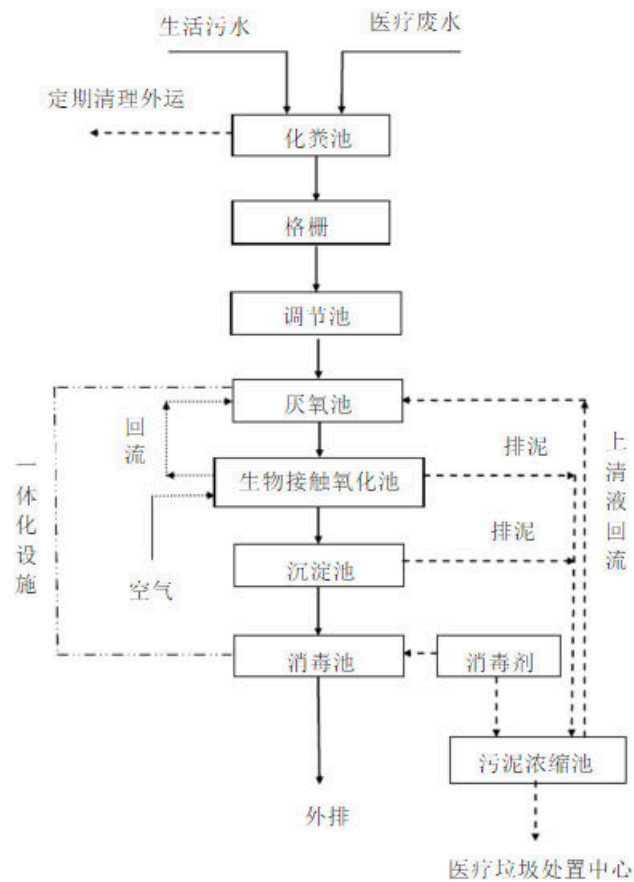 生活污水
医疗废水
定期清理外运
化粪池
格栅
调节池
厌氧池
回流
生物接触氧化池
排泥
上清液回流
一体化设施
空气
沉淀池
排泥
消毒池
消毒剂
污泥浓缩池
外排
医疗垃圾处置中心